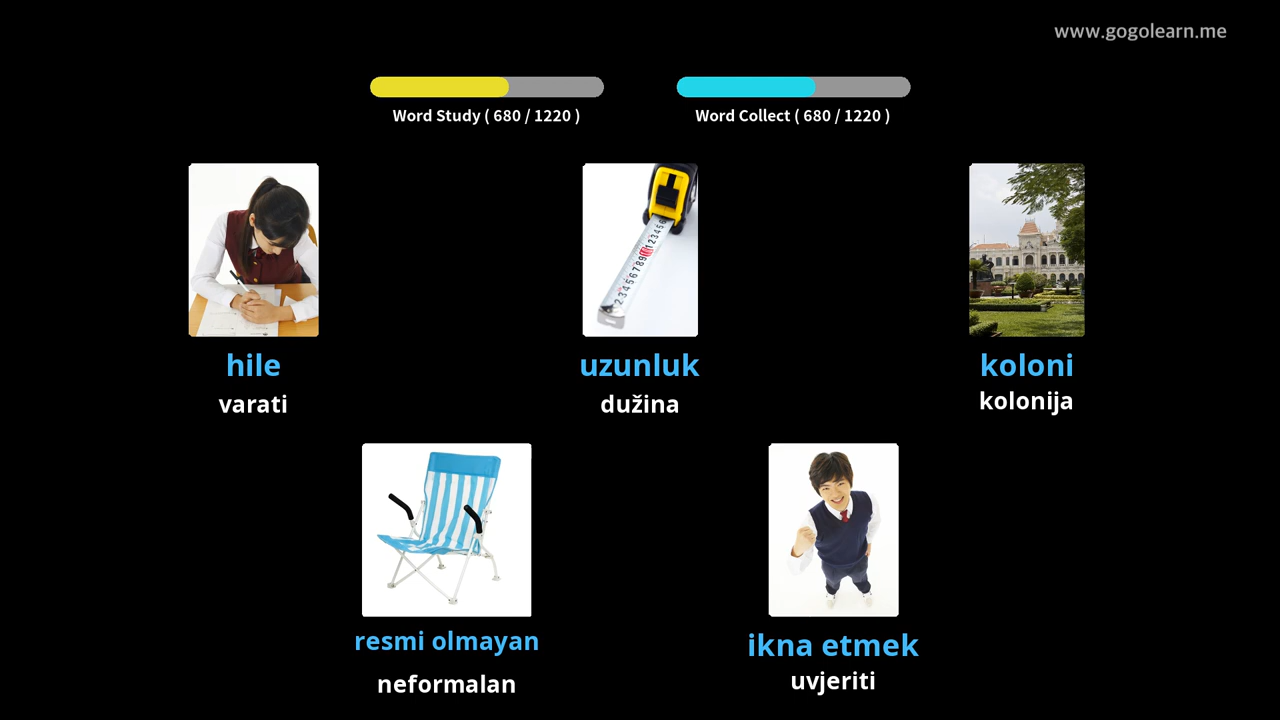 www.gogolearn.me
Word Study ( 680 / 1220 )
Word Collect ( 680 / 1220 )
hile
varati
uzunluk
dužina
koloni
kolonija
resmi olmayan
neformalan
ikna etmek
uvjeriti